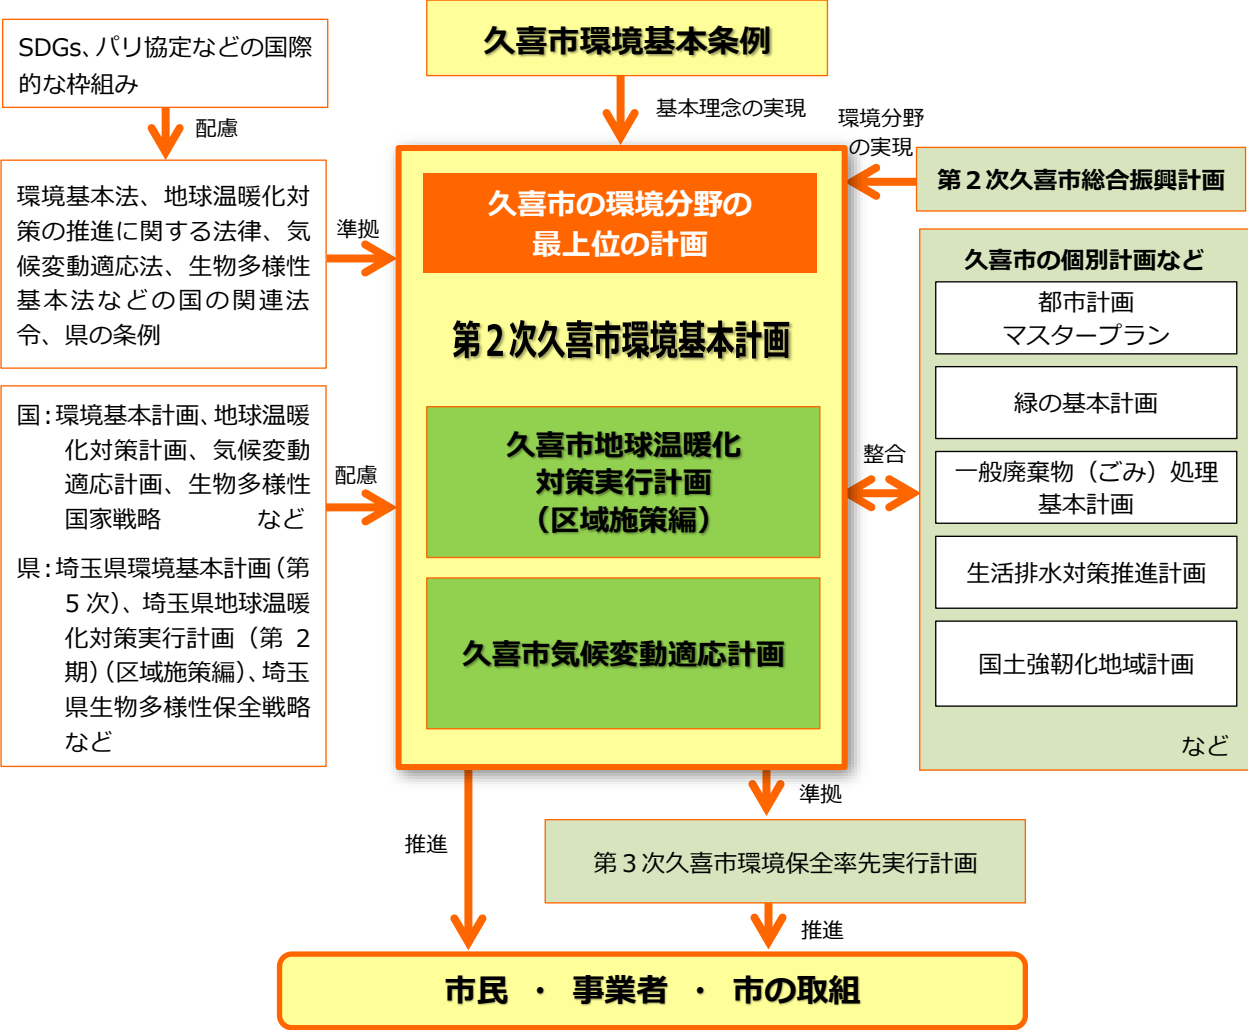 久喜市環境基本条例
SDGs、パリ協定などの国際
的な枠組み
配慮
基本理念の実現
環境分野
の実現
環境基本法、地球温暖化対
策の推進に関する法律、気
候変動適応法、生物多様性
基本法などの国の関連法
令、県の条例
準拠
久喜市の環境分野の
最上位の計画
第２次久喜市総合振興計画
第２次久喜市環境基本計画
久喜市の個別計画など
都市計画
マスタープラン
緑の基本計画
一般廃棄物（ごみ）処理
基本計画
生活排水対策推進計画
国土強靭化地域計画
など
国：環境基本計画、地球温暖
化対策計画、気候変動
適応計画、生物多様性
国家戦略　　　　など
県：埼玉県環境基本計画（第
５次）、埼玉県地球温暖
化対策実行計画（第 2
期）（区域施策編）、埼玉
県生物多様性保全戦略
など
配慮
久喜市地球温暖化
対策実行計画
（区域施策編）
整合
久喜市気候変動適応計画
準拠
推進
第３次久喜市環境保全率先実行計画
推進
市民　・　事業者　・　市の取組